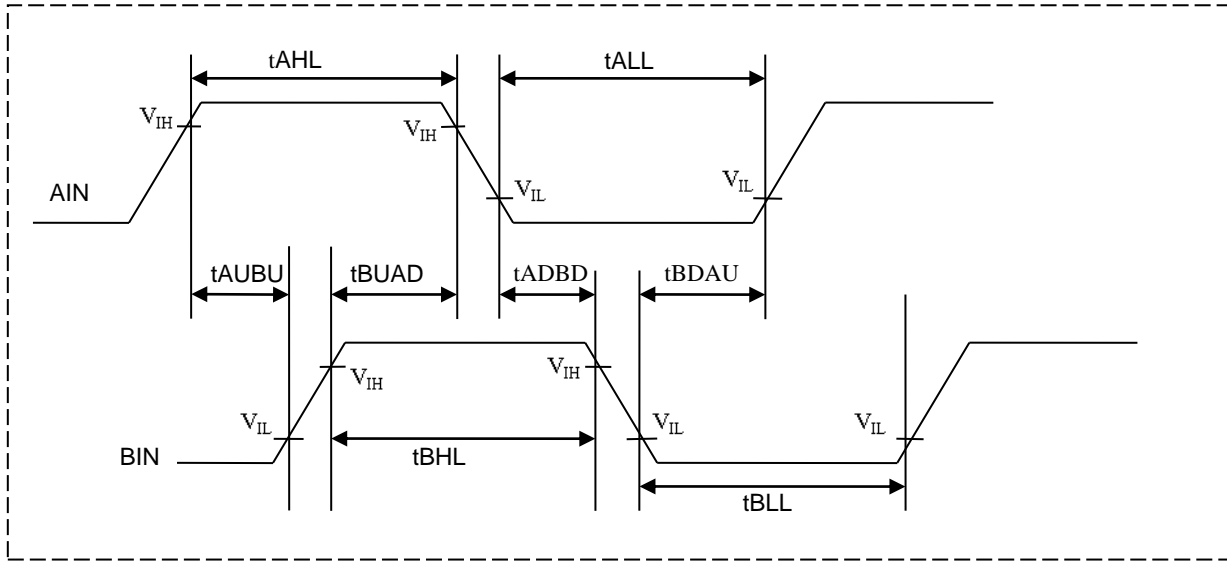 tAHL
tALL
VIH
VIH
AIN
VIL
VIL
tAUBU
tBUAD
tADBD
tBDAU
VIH
VIH
VIL
VIL
VIL
BIN
tBHL
tBLL